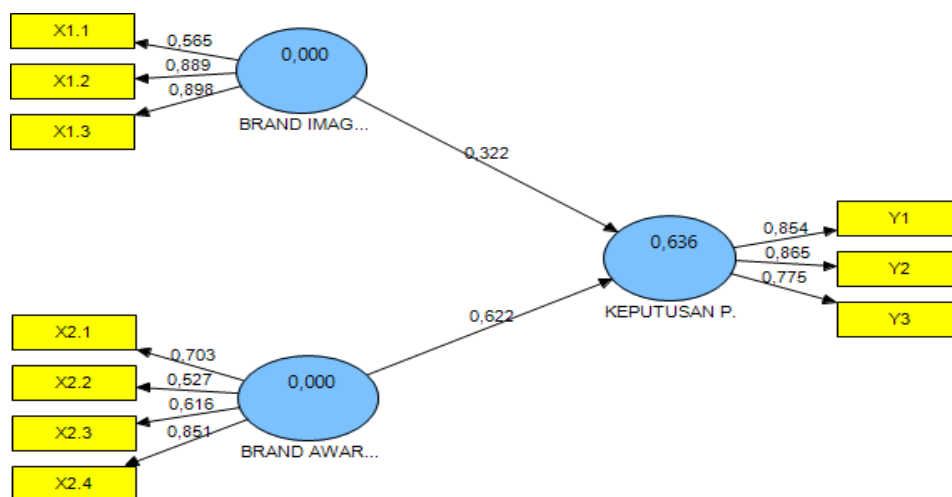 X1.1
X1.2
X1.3
0,565
0,889
0,898
0,000
BRAND IMAG...
0,322
X2.1
X2.2
X2.3
X2.4
0,703
0,527
0,616
0,851
0,000
BRAND AWAR...
0,622
0,636
KEPUTUSAN P.
0,854
0,865
0,775
Y1
Y2
Y3